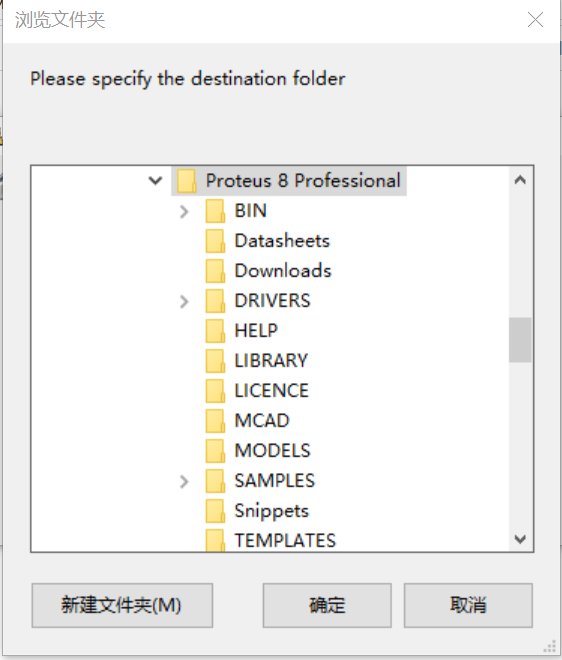 浏览文件夹
Please specify the destination folder
Proteus 8 Professional
BIN
Datasheets
Downloads
DRIVERS
HELP
LIBRARY
LICENCE
MCAD
MODELS
SAMPLES
Snippets
TEMPLATES
新建文件夹(M)
确定
取消